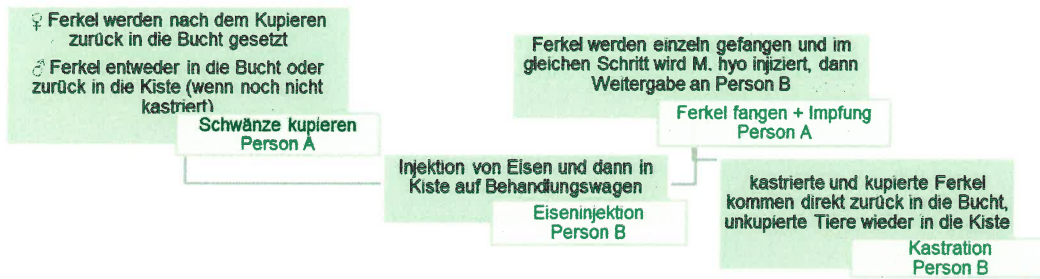 ♀ Ferkel werden nach dem Kupieren
zurück in die Bucht gesetzt
♂ Ferkel entweder in die Bucht oder
zurück in die Kiste (wenn noch nicht
kastriert)
Schwänze kupieren
Person A
Ferkel werden einzeln gefangen und im
gleichen Schritt wird M. hyo injiziert, dann
Weitergabe an Person B
Ferkel fangen + Impfung
Person A
Injektion von Eisen und dann in
Kiste auf Behandlungswagen
Eiseninjektion
Person B
kastrierte und kupierte Ferkel
kommen direkt zurück in die Bucht,
unkupierte Tiere wieder in die Kiste
Kastration
Person B